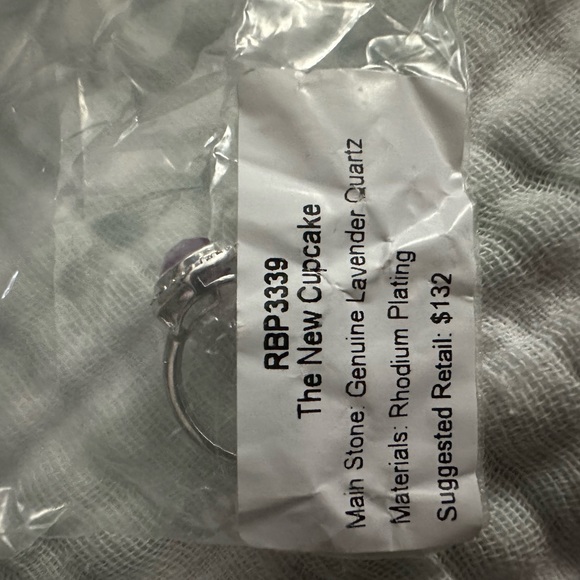 RBP3339
The New Cupcake
Main Stone: Genuine Lavender Quartz
Materials: Rhodium Plating
Suggested Retail: $132